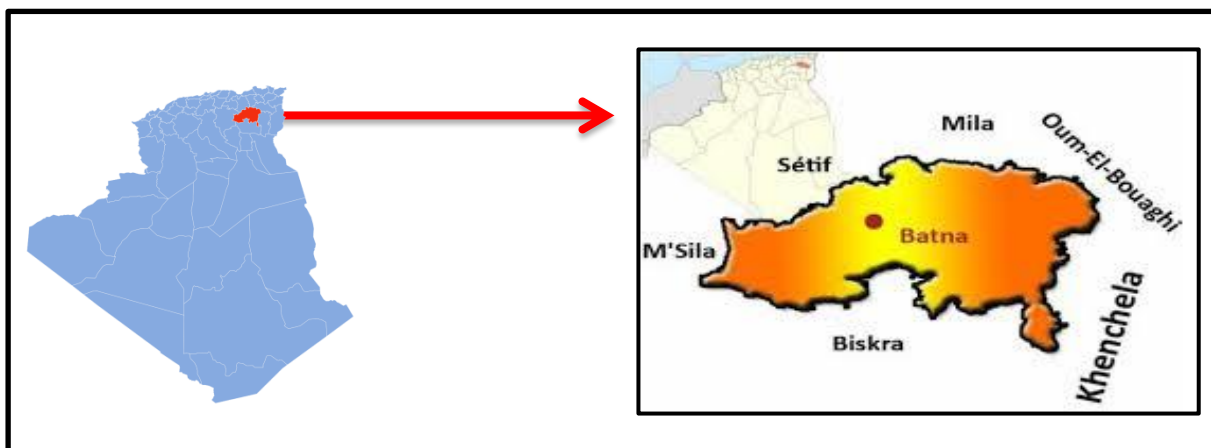 Mila
Oum-El-Bouaghi
Sétif
Batna
M'Sila
Biskra
Khenchela